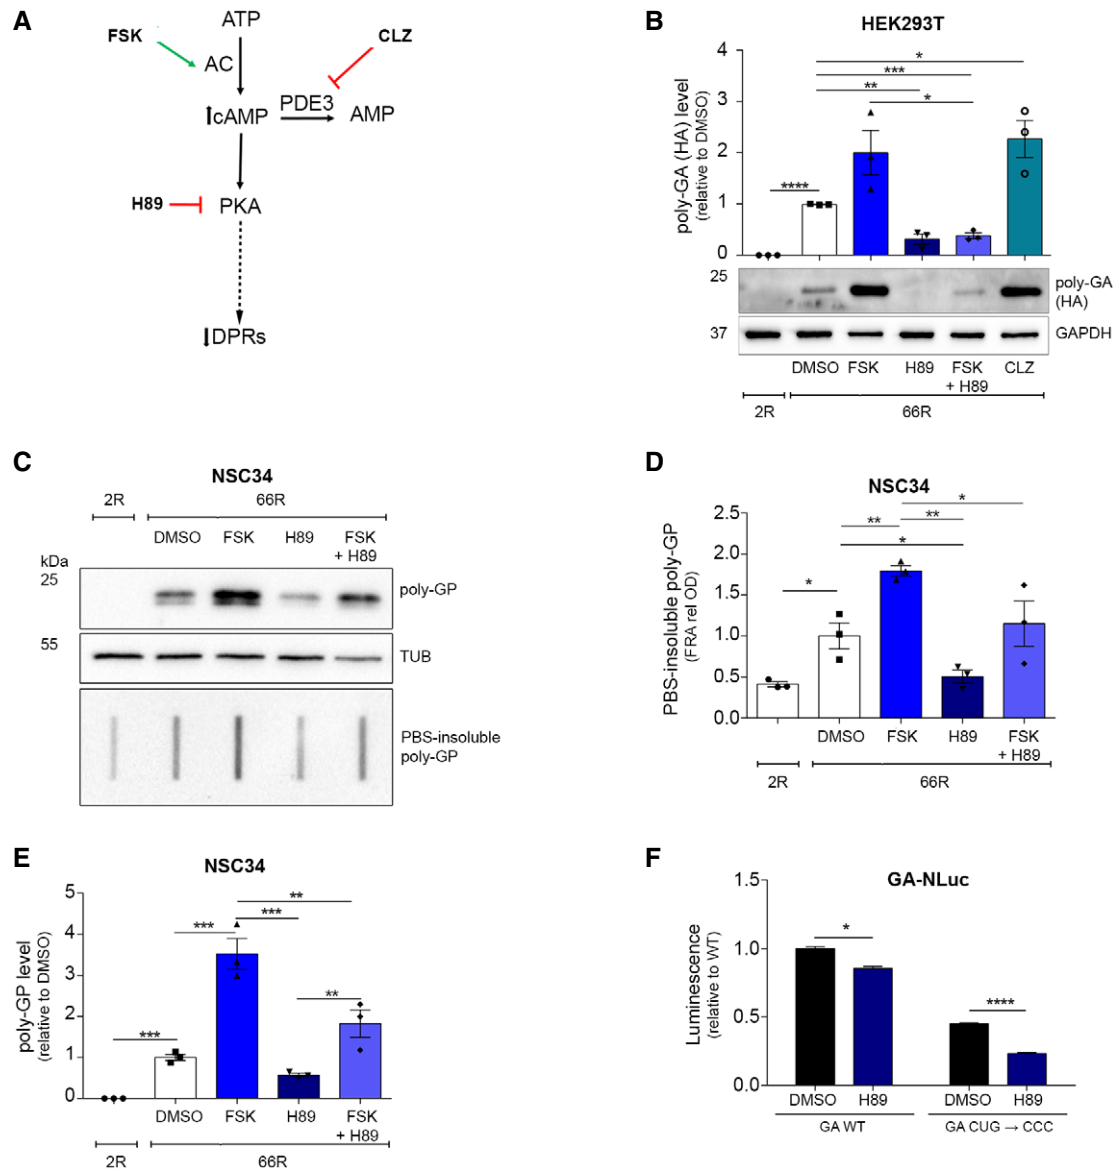 A
ATP
FSK
CLZ
AC
PDE3
cAMP
AMP
H89
PKA
DPRs
B
HEK293T
poly-GA (HA) level
(relative to DMSO)
4
3
2
1
0
*
***
**
*
****
25
poly-GA
(HA)
37
GAPDH
DMSO FSK H89 FSK CLZ
+ H89
2R 66R
C
NSC34
2R 66R
DMSO FSK H89 FSK
+ H89
kDa
25
poly-GP
55
TUB
PBS-insoluble
poly-GP
D
NSC34
PBS-insoluble poly-GP
(FRA rel OD)
2.5
2.0
1.5
1.0
0.5
0.0
*
**
**
*
*
DMSO FSK H89 FSK
+ H89
2R 66R
E
NSC34
poly-GP level
(relative to DMSO)
5
4
3
2
1
0
**
***
***
**
***
DMSO FSK H89 FSK
+ H89
2R 66R
F
GA-NLuc
Luminescence
(relative to WT)
1.5
1.0
0.5
0.0
*
****
DMSO H89 DMSO H89
GA WT GA CUG → CCC